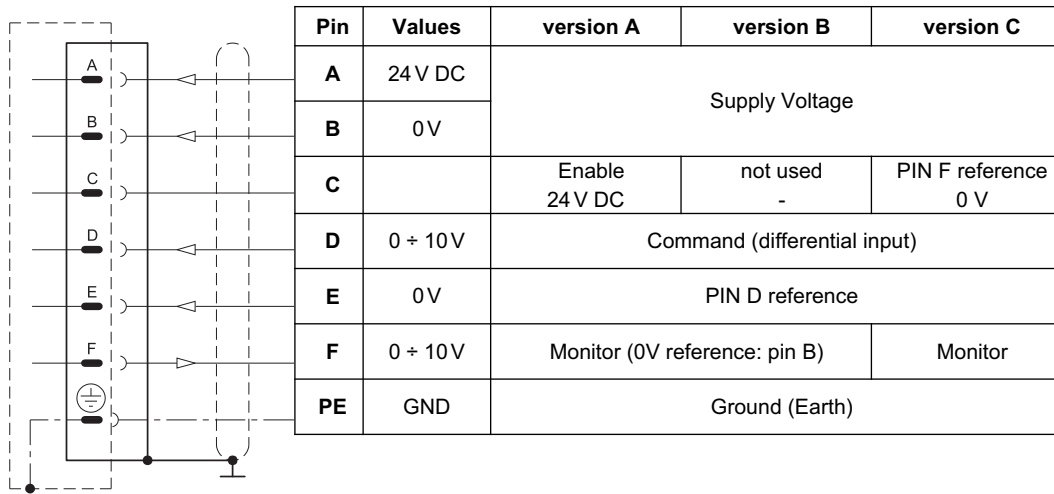 Pin Values version A version B version C
A 24 V DC Supply Voltage
B 0 V
C Enable 24 V DC not used - PIN F reference 0 V
D 0 ÷ 10 V Command (differential input)
E 0 V PIN D reference
F 0 ÷ 10 V Monitor (0V reference: pin B) Monitor
PE GND Ground (Earth)
A
B
C
D
E
F